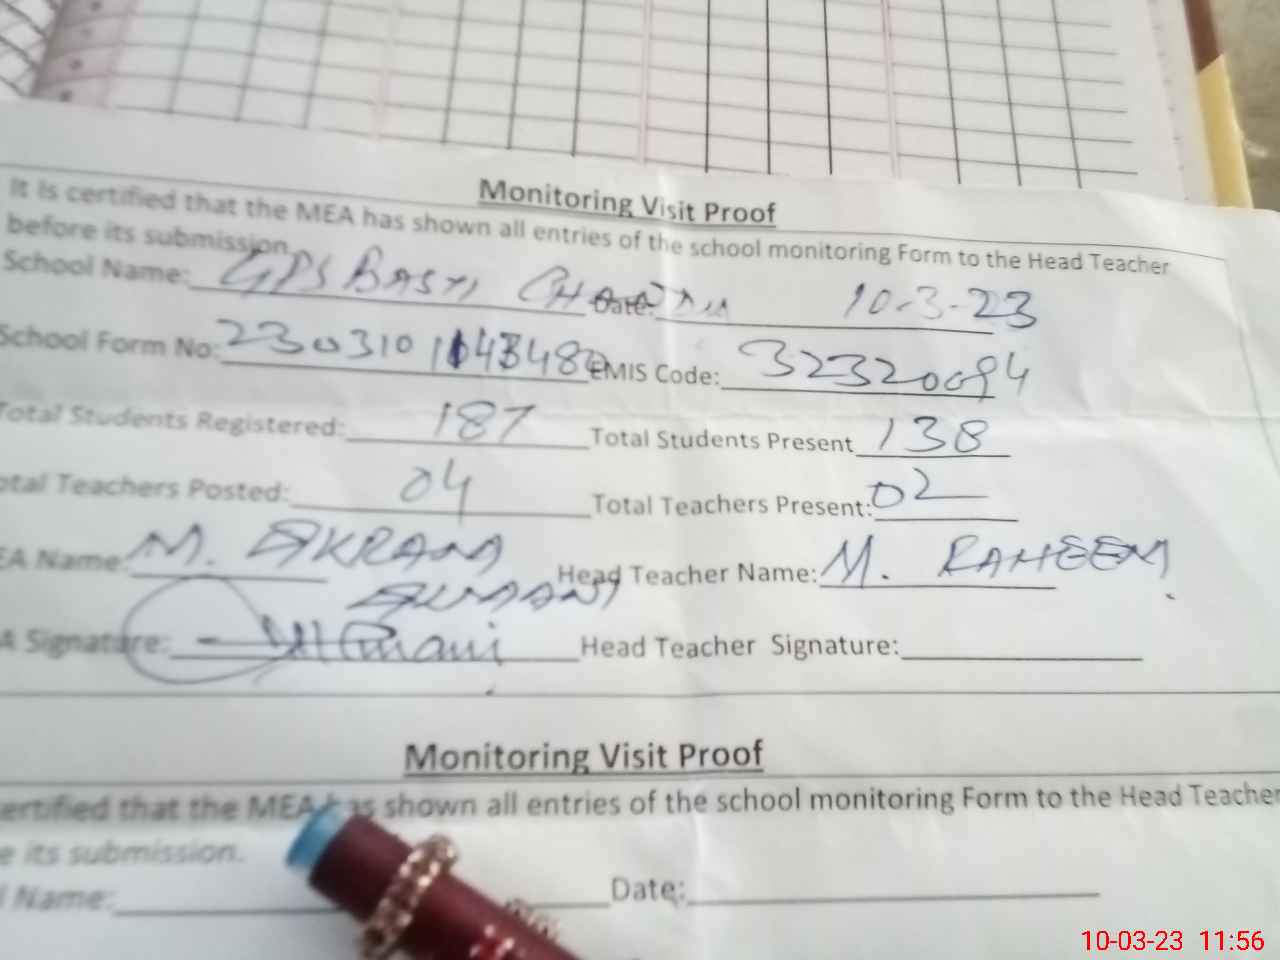 Monitoring Visit Proof
It is certified that the MEA has shown all entries of the school monitoring Form to the Head Teacher
before its submission.
School Name: GPS BASTI Date: 10-3-23
School Form No: EMIS Code: 32320094
Total Students Registered: 187 Total Students Present 138
otal Teachers Posted: 04 Total Teachers Present: 02
EA Name: M. IKRAM Head Teacher Name: M. RAHEEM
A Signature: Head Teacher Signature:
Monitoring Visit Proof
ertified that the MEA has shown all entries of the school monitoring Form to the Head Teacher
e its submission.
l Name: Date:
10-03-23 11:56